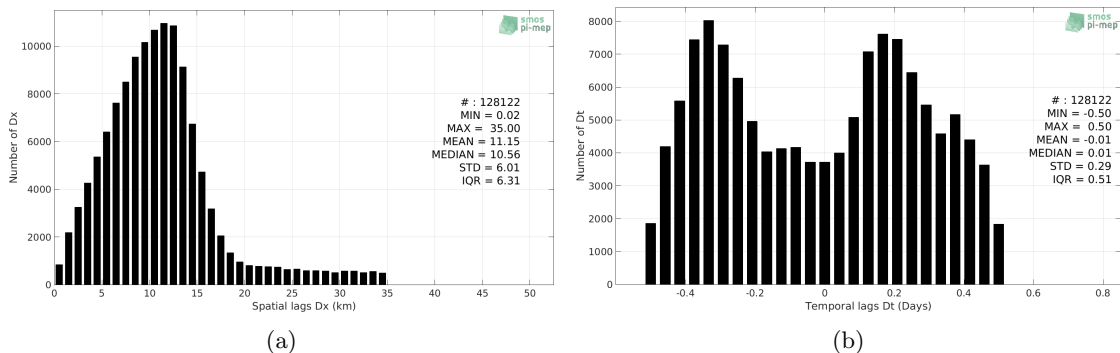 smos
pi-mep
10000
8000
6000
4000
2000
0
Number of Dx
# : 128122
MIN = 0.02
MAX = 35.00
MEAN = 11.15
MEDIAN = 10.56
STD = 6.01
IQR = 6.31
0 5 10 15 20 25 30 35 40 45 50
Spatial lags Dx (km)
(a)
smos
pi-mep
8000
7000
6000
5000
4000
3000
2000
1000
0
Number of Dt
# : 128122
MIN = -0.50
MAX = 0.50
MEAN = -0.01
MEDIAN = 0.01
STD = 0.29
IQR = 0.51
-0.4 -0.2 0 0.2 0.4 0.6 0.8
Temporal lags Dt (Days)
(b)